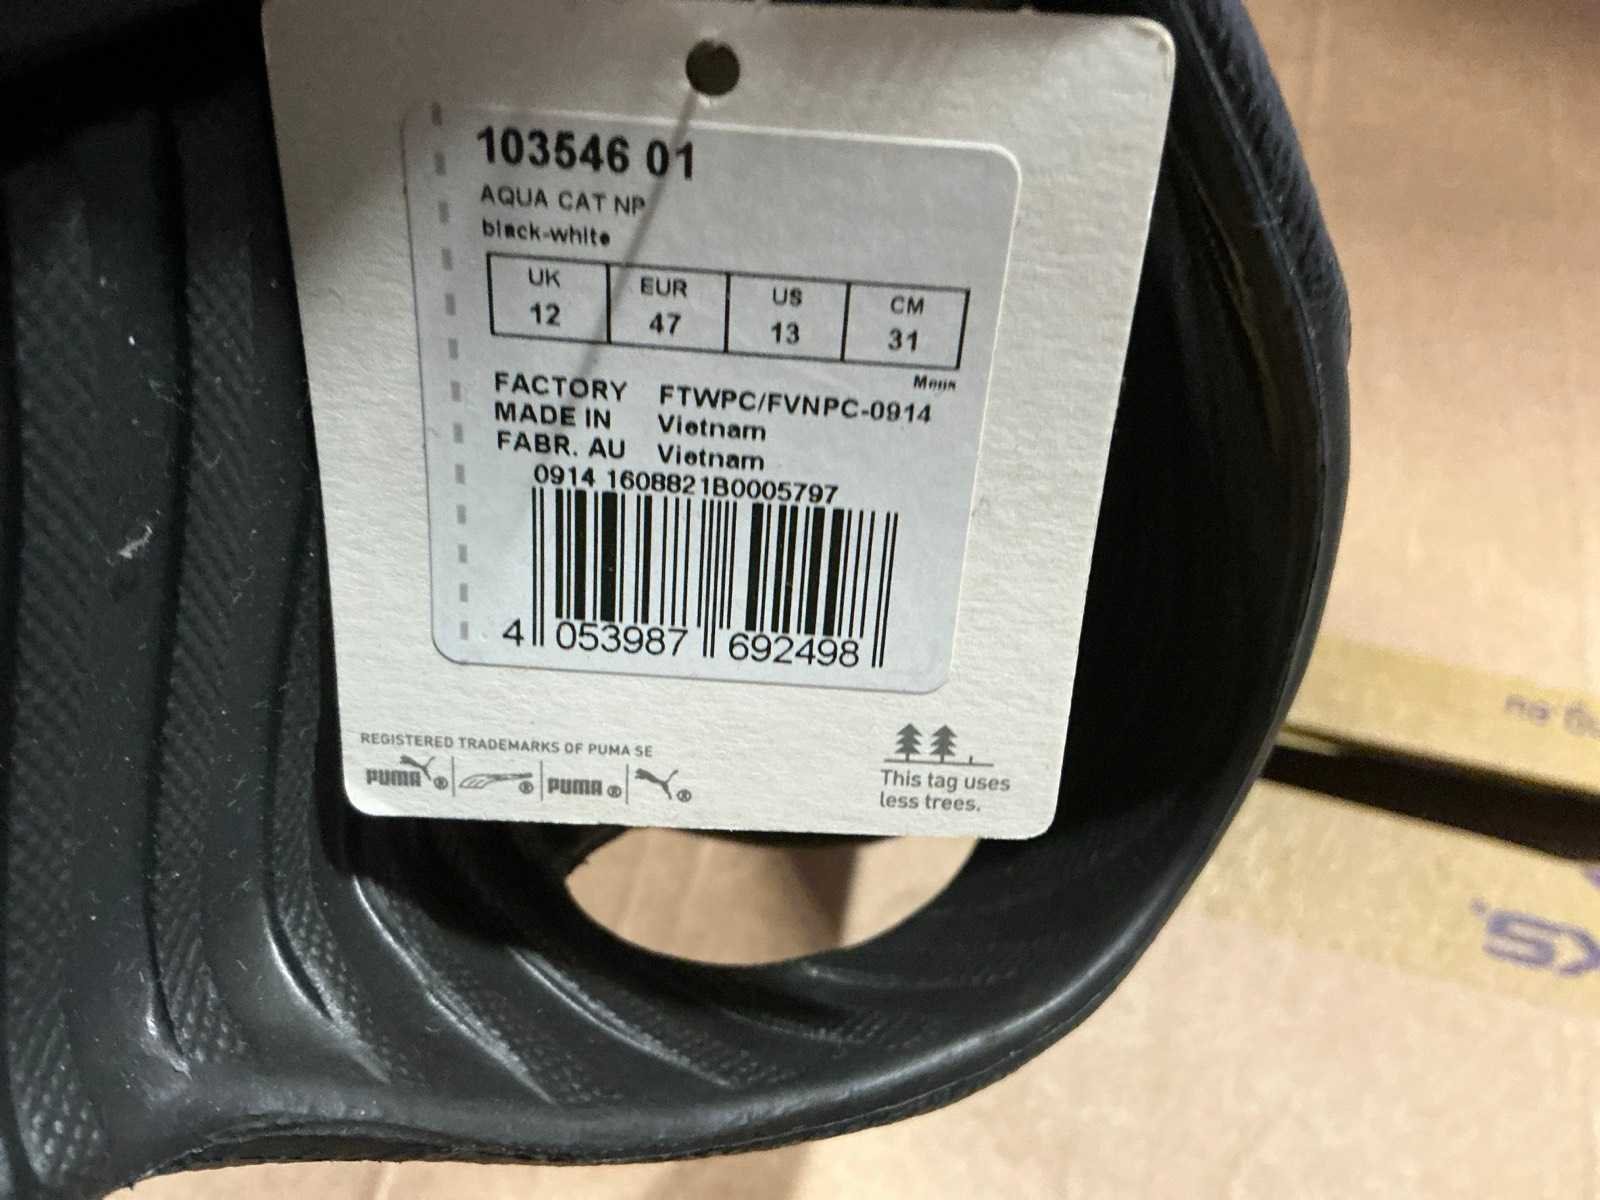 103546 01
AQUA CAT NP
black-white
UK EUR US CM
12 47 13 31
Mens
FACTORY FTWPC/FVNPC-0914
MADE IN Vietnam
FABR. AU Vietnam
0914 1608821B0005797
4 053987 692498
REGISTERED TRADEMARKS OF PUMA SE
PUMA® ® PUMA® ®
This tag uses
less trees.